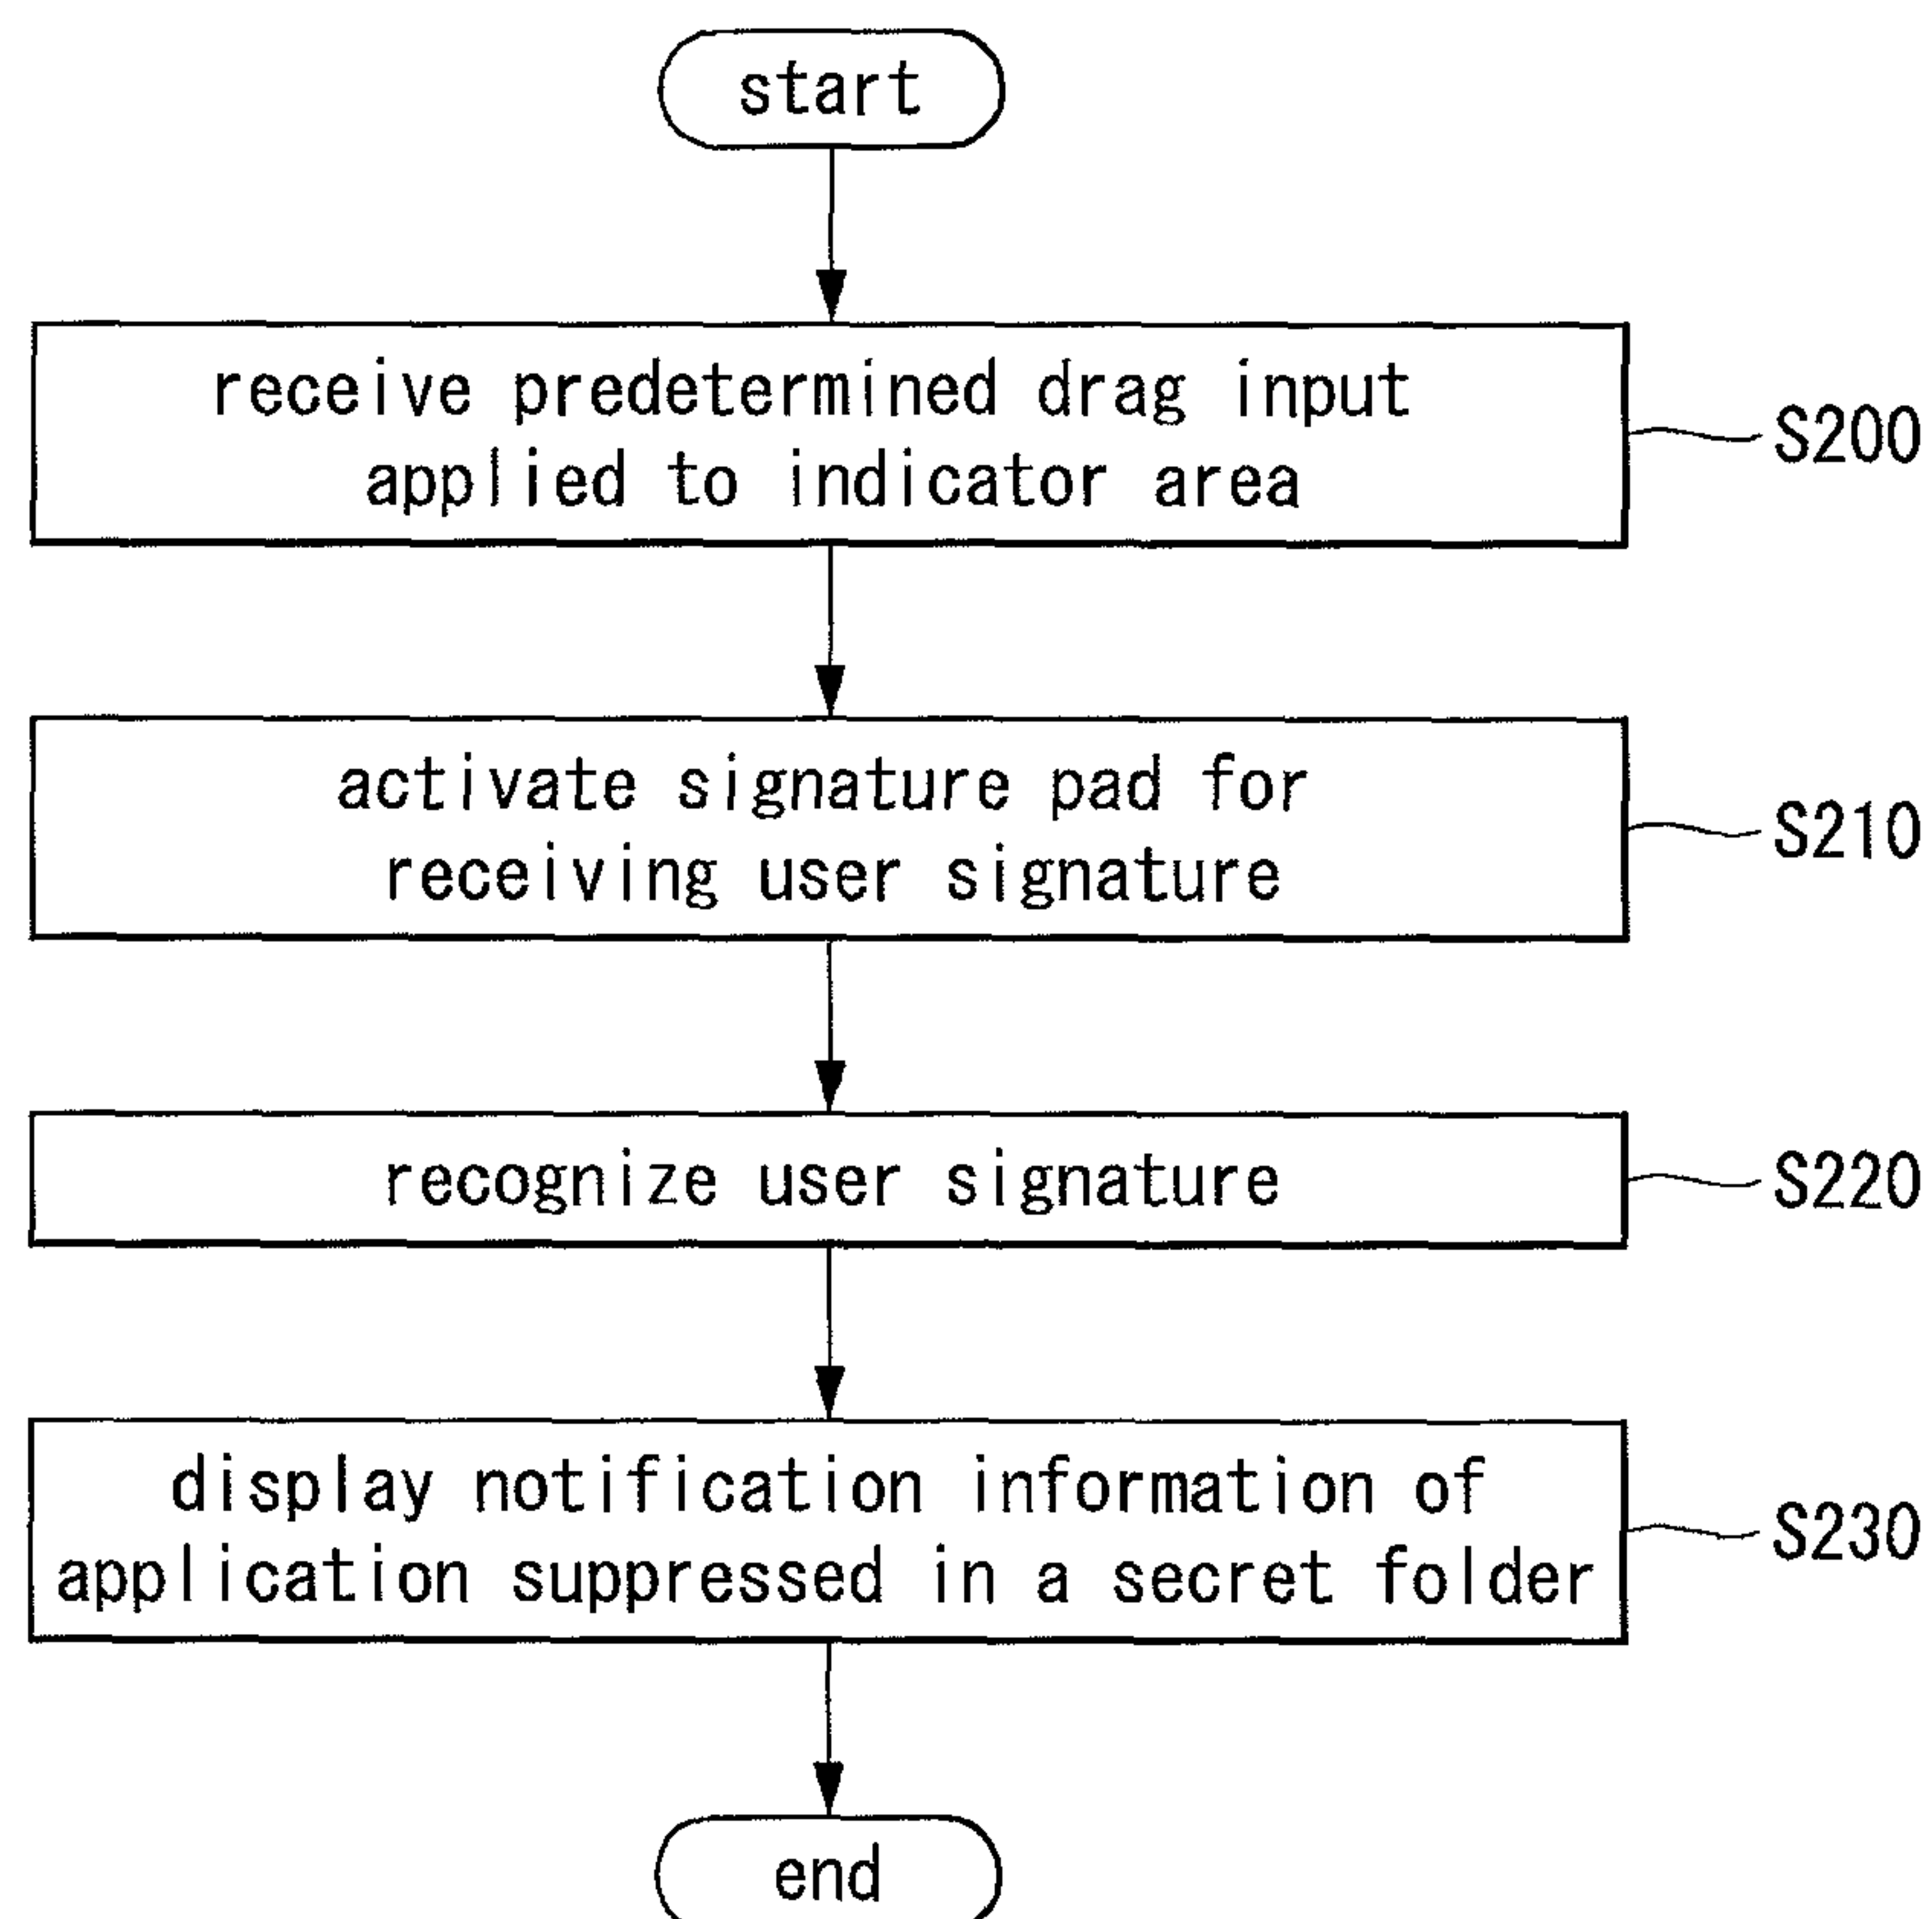 start
receive predetermined drag input
applied to indicator area
S200
activate signature pad for
receiving user signature
S210
recognize user signature
S220
display notification information of
application suppressed in a secret folder
S230
end